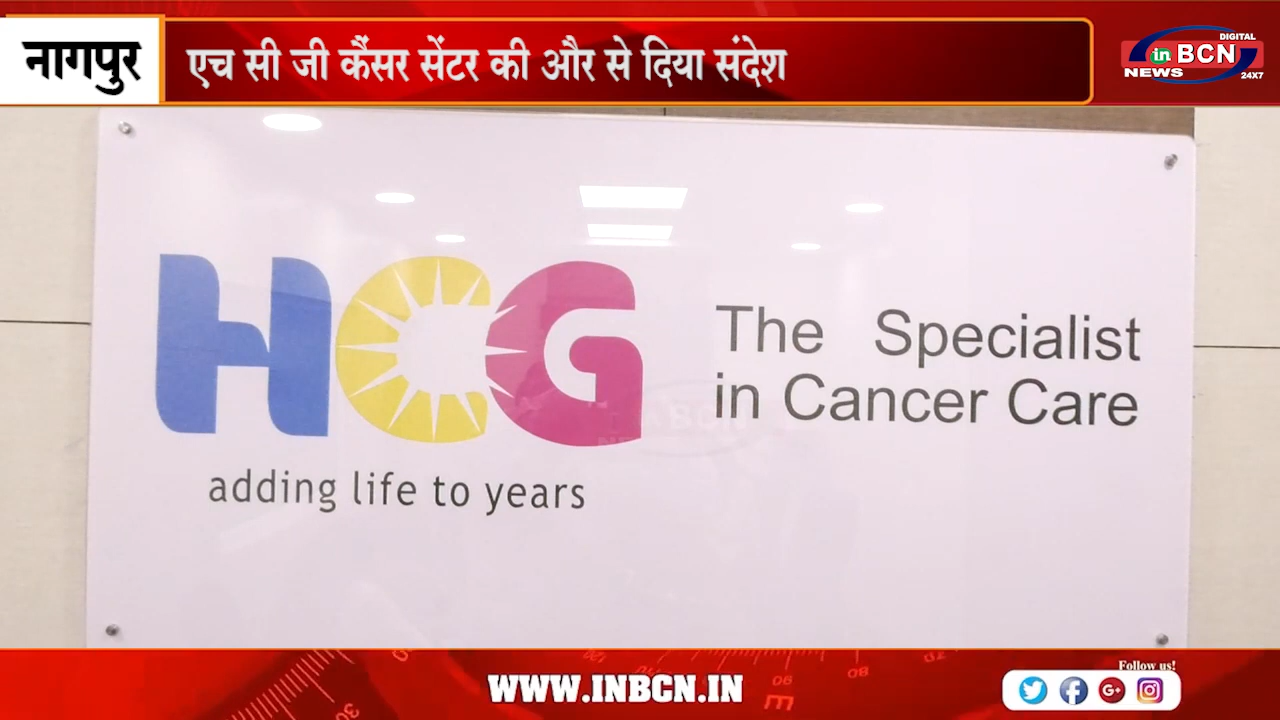 नागपुर
एच सी जी कैंसर सेंटर की और से दिया संदेश
DIGITAL
in BCN
NEWS 24X7
HCG
The Specialist
in Cancer Care
adding life to years
WWW.INBCN.IN
Follow us!